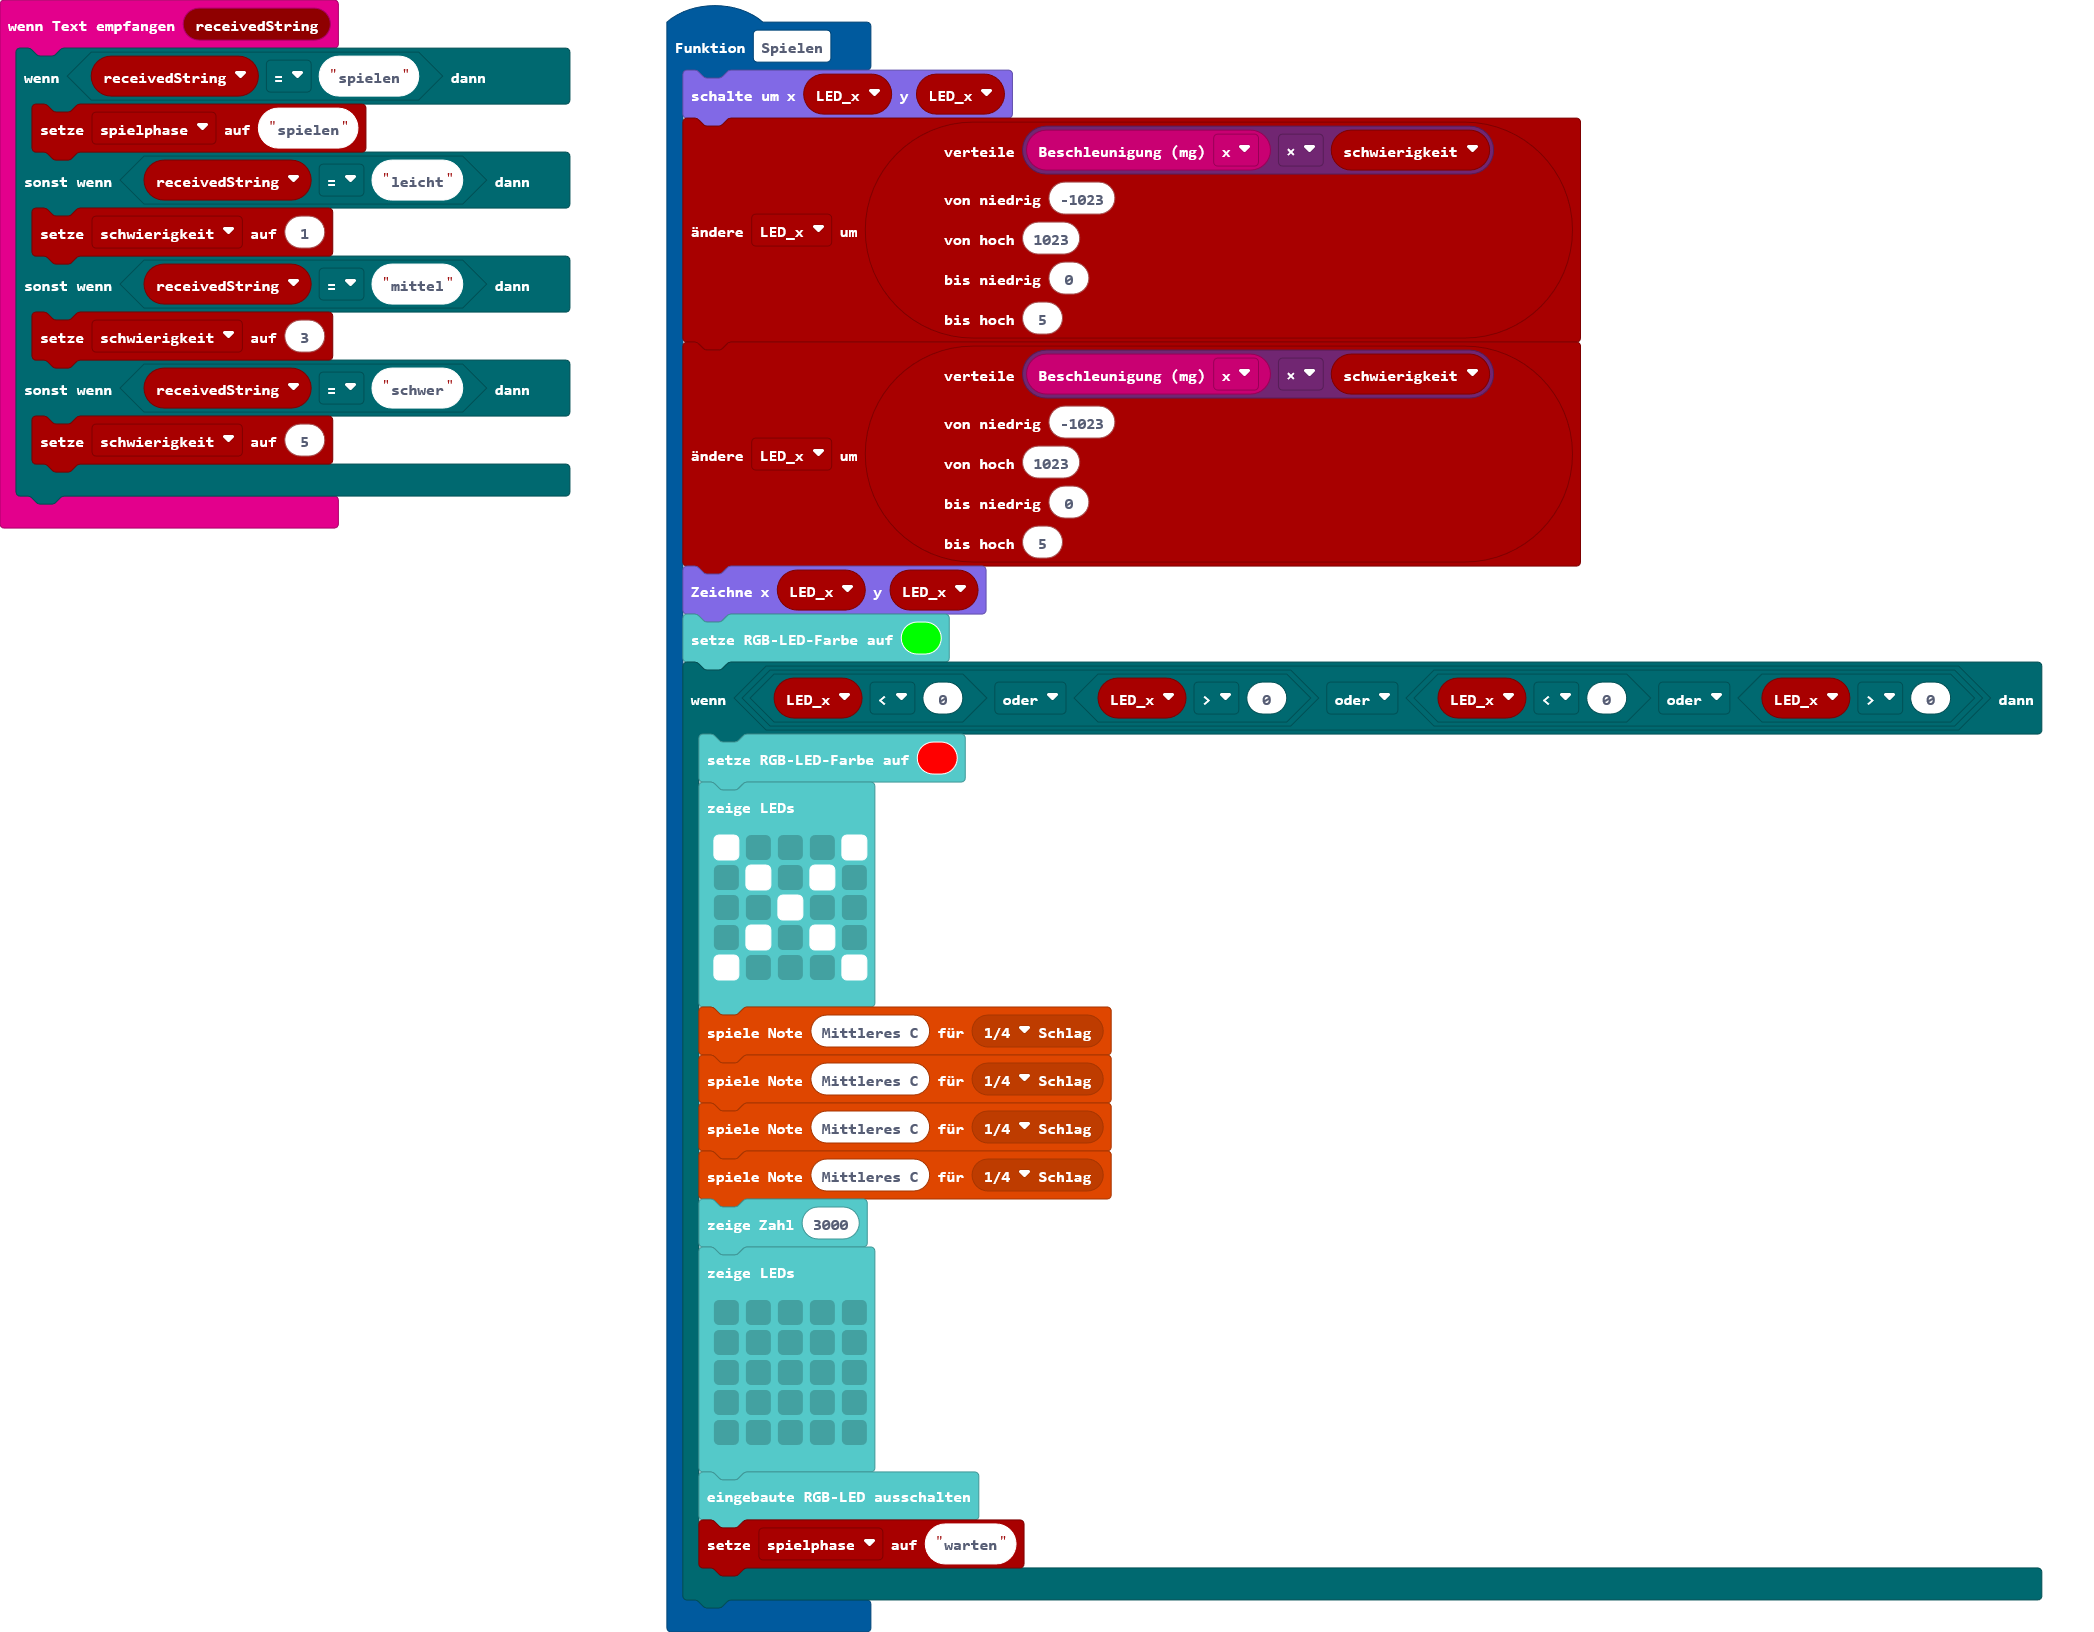 wenn Text empfangen receivedString
wenn receivedString = "spielen" dann
setze spielphase auf "spielen"
sonst wenn receivedString = "leicht" dann
setze schwierigkeit auf 1
sonst wenn receivedString = "mittel" dann
setze schwierigkeit auf 3
sonst wenn receivedString = "schwer" dann
setze schwierigkeit auf 5
Funktion Spielen
schalte um x LED_x y LED_x
ändere LED_x um
verteile Beschleunigung (mg) x × schwierigkeit
von niedrig -1023
von hoch 1023
bis niedrig 0
bis hoch 5
ändere LED_x um
verteile Beschleunigung (mg) x × schwierigkeit
von niedrig -1023
von hoch 1023
bis niedrig 0
bis hoch 5
Zeichne x LED_x y LED_x
setze RGB-LED-Farbe auf
wenn LED_x < 0 oder LED_x > 0 oder LED_x < 0 oder LED_x > 0 dann
setze RGB-LED-Farbe auf
zeige LEDs
spiele Note Mittleres C für 1/4 Schlag
spiele Note Mittleres C für 1/4 Schlag
spiele Note Mittleres C für 1/4 Schlag
spiele Note Mittleres C für 1/4 Schlag
zeige Zahl 3000
zeige LEDs
eingebaute RGB-LED ausschalten
setze spielphase auf "warten"